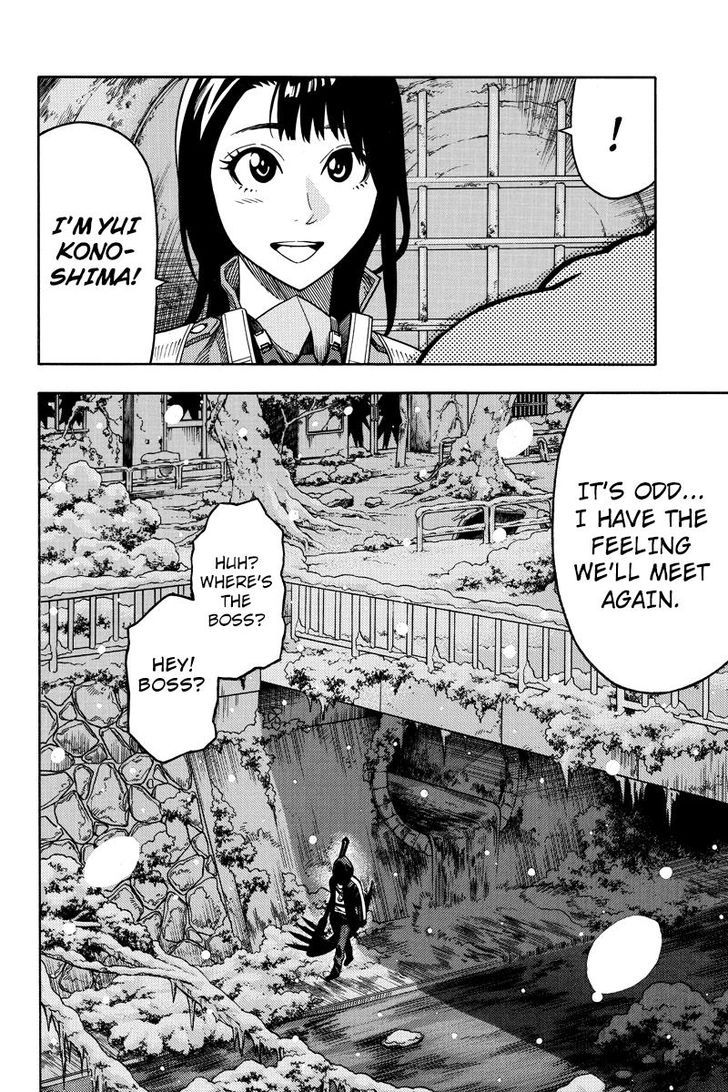 !
I'M YUI
KONO-
SHIMA!
IT'S ODD...
I HAVE THE
FEELING
WE'LL MEET
AGAIN.
HUH?
WHERE'S
THE
BOSS?
HEY!
BOSS?